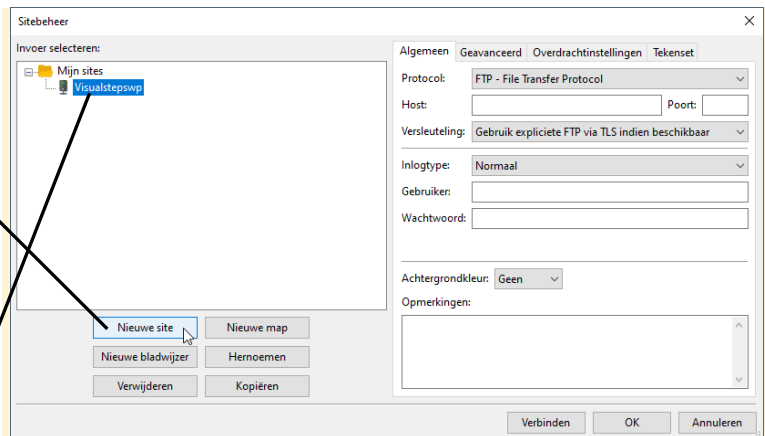 Sitebeheer
Invoer selecteren:
Mijn sites
Visualstepswp
Nieuwe site
Nieuwe map
Nieuwe bladwijzer
Hernoemen
Verwijderen
Kopiëren
Algemeen Geavanceerd Overdrachtinstellingen Tekenset
Protocol: FTP - File Transfer Protocol
Host: Poort:
Versleuteling: Gebruik expliciete FTP via TLS indien beschikbaar
Inlogtype: Normaal
Gebruiker:
Wachtwoord:
Achtergrondkleur: Geen
Opmerkingen:
Verbinden OK Annuleren